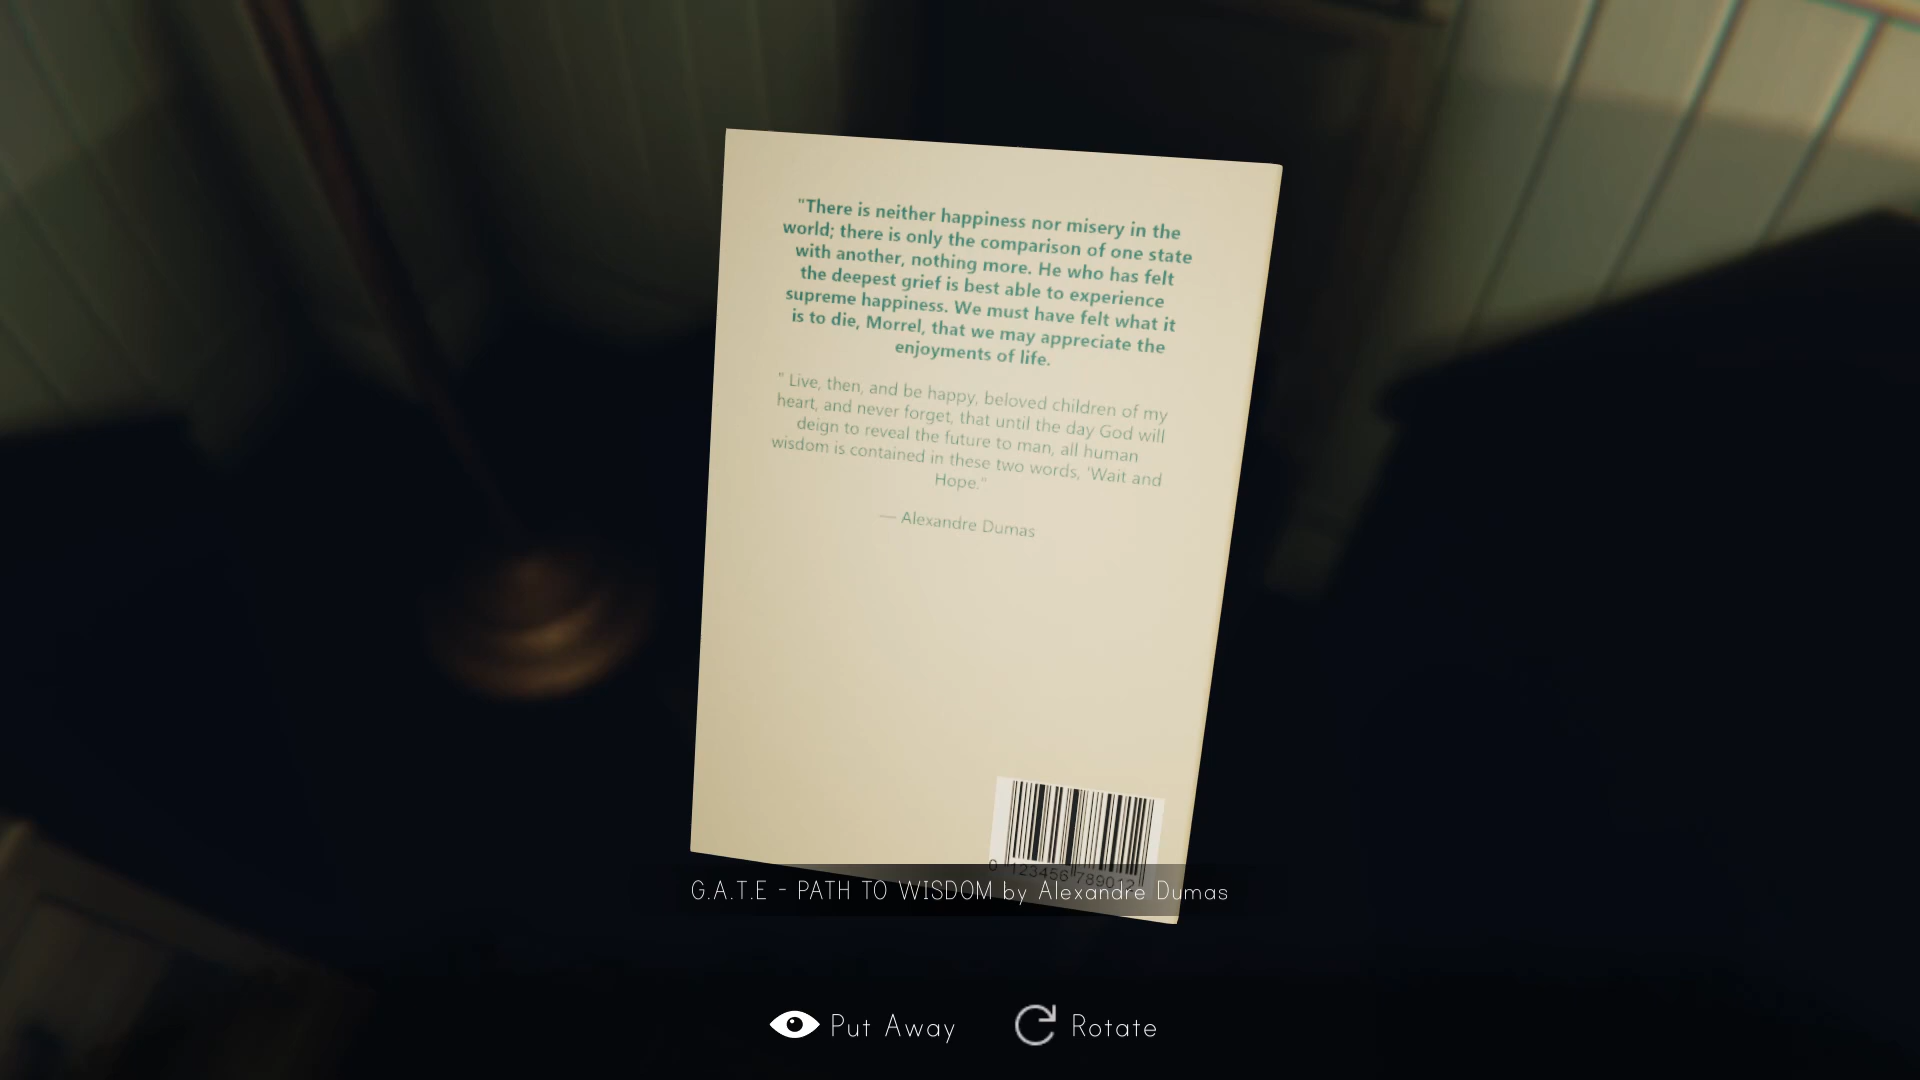 "There is neither happiness nor misery in the
world; there is only the comparison of one state
with another, nothing more. He who has felt
the deepest grief is best able to experience
supreme happiness. We must have felt what it
is to die, Morrel, that we may appreciate the
enjoyments of life.
" Live, then, and be happy, beloved children of my
heart, and never forget, that until the day God will
deign to reveal the future to man, all human
wisdom is contained in these two words, 'Wait and
Hope."
— Alexandre Dumas
0 123456 789012
G.A.T.E - PATH TO WISDOM by Alexandre Dumas
Put Away
Rotate